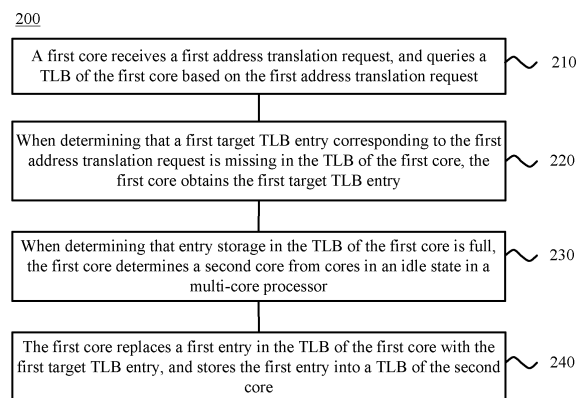 200
A first core receives a first address translation request, and queries a
TLB of the first core based on the first address translation request
210
When determining that a first target TLB entry corresponding to the first
address translation request is missing in the TLB of the first core, the
first core obtains the first target TLB entry
220
When determining that entry storage in the TLB of the first core is full,
the first core determines a second core from cores in an idle state in a
multi-core processor
230
The first core replaces a first entry in the TLB of the first core with the
first target TLB entry, and stores the first entry into a TLB of the second
core
240